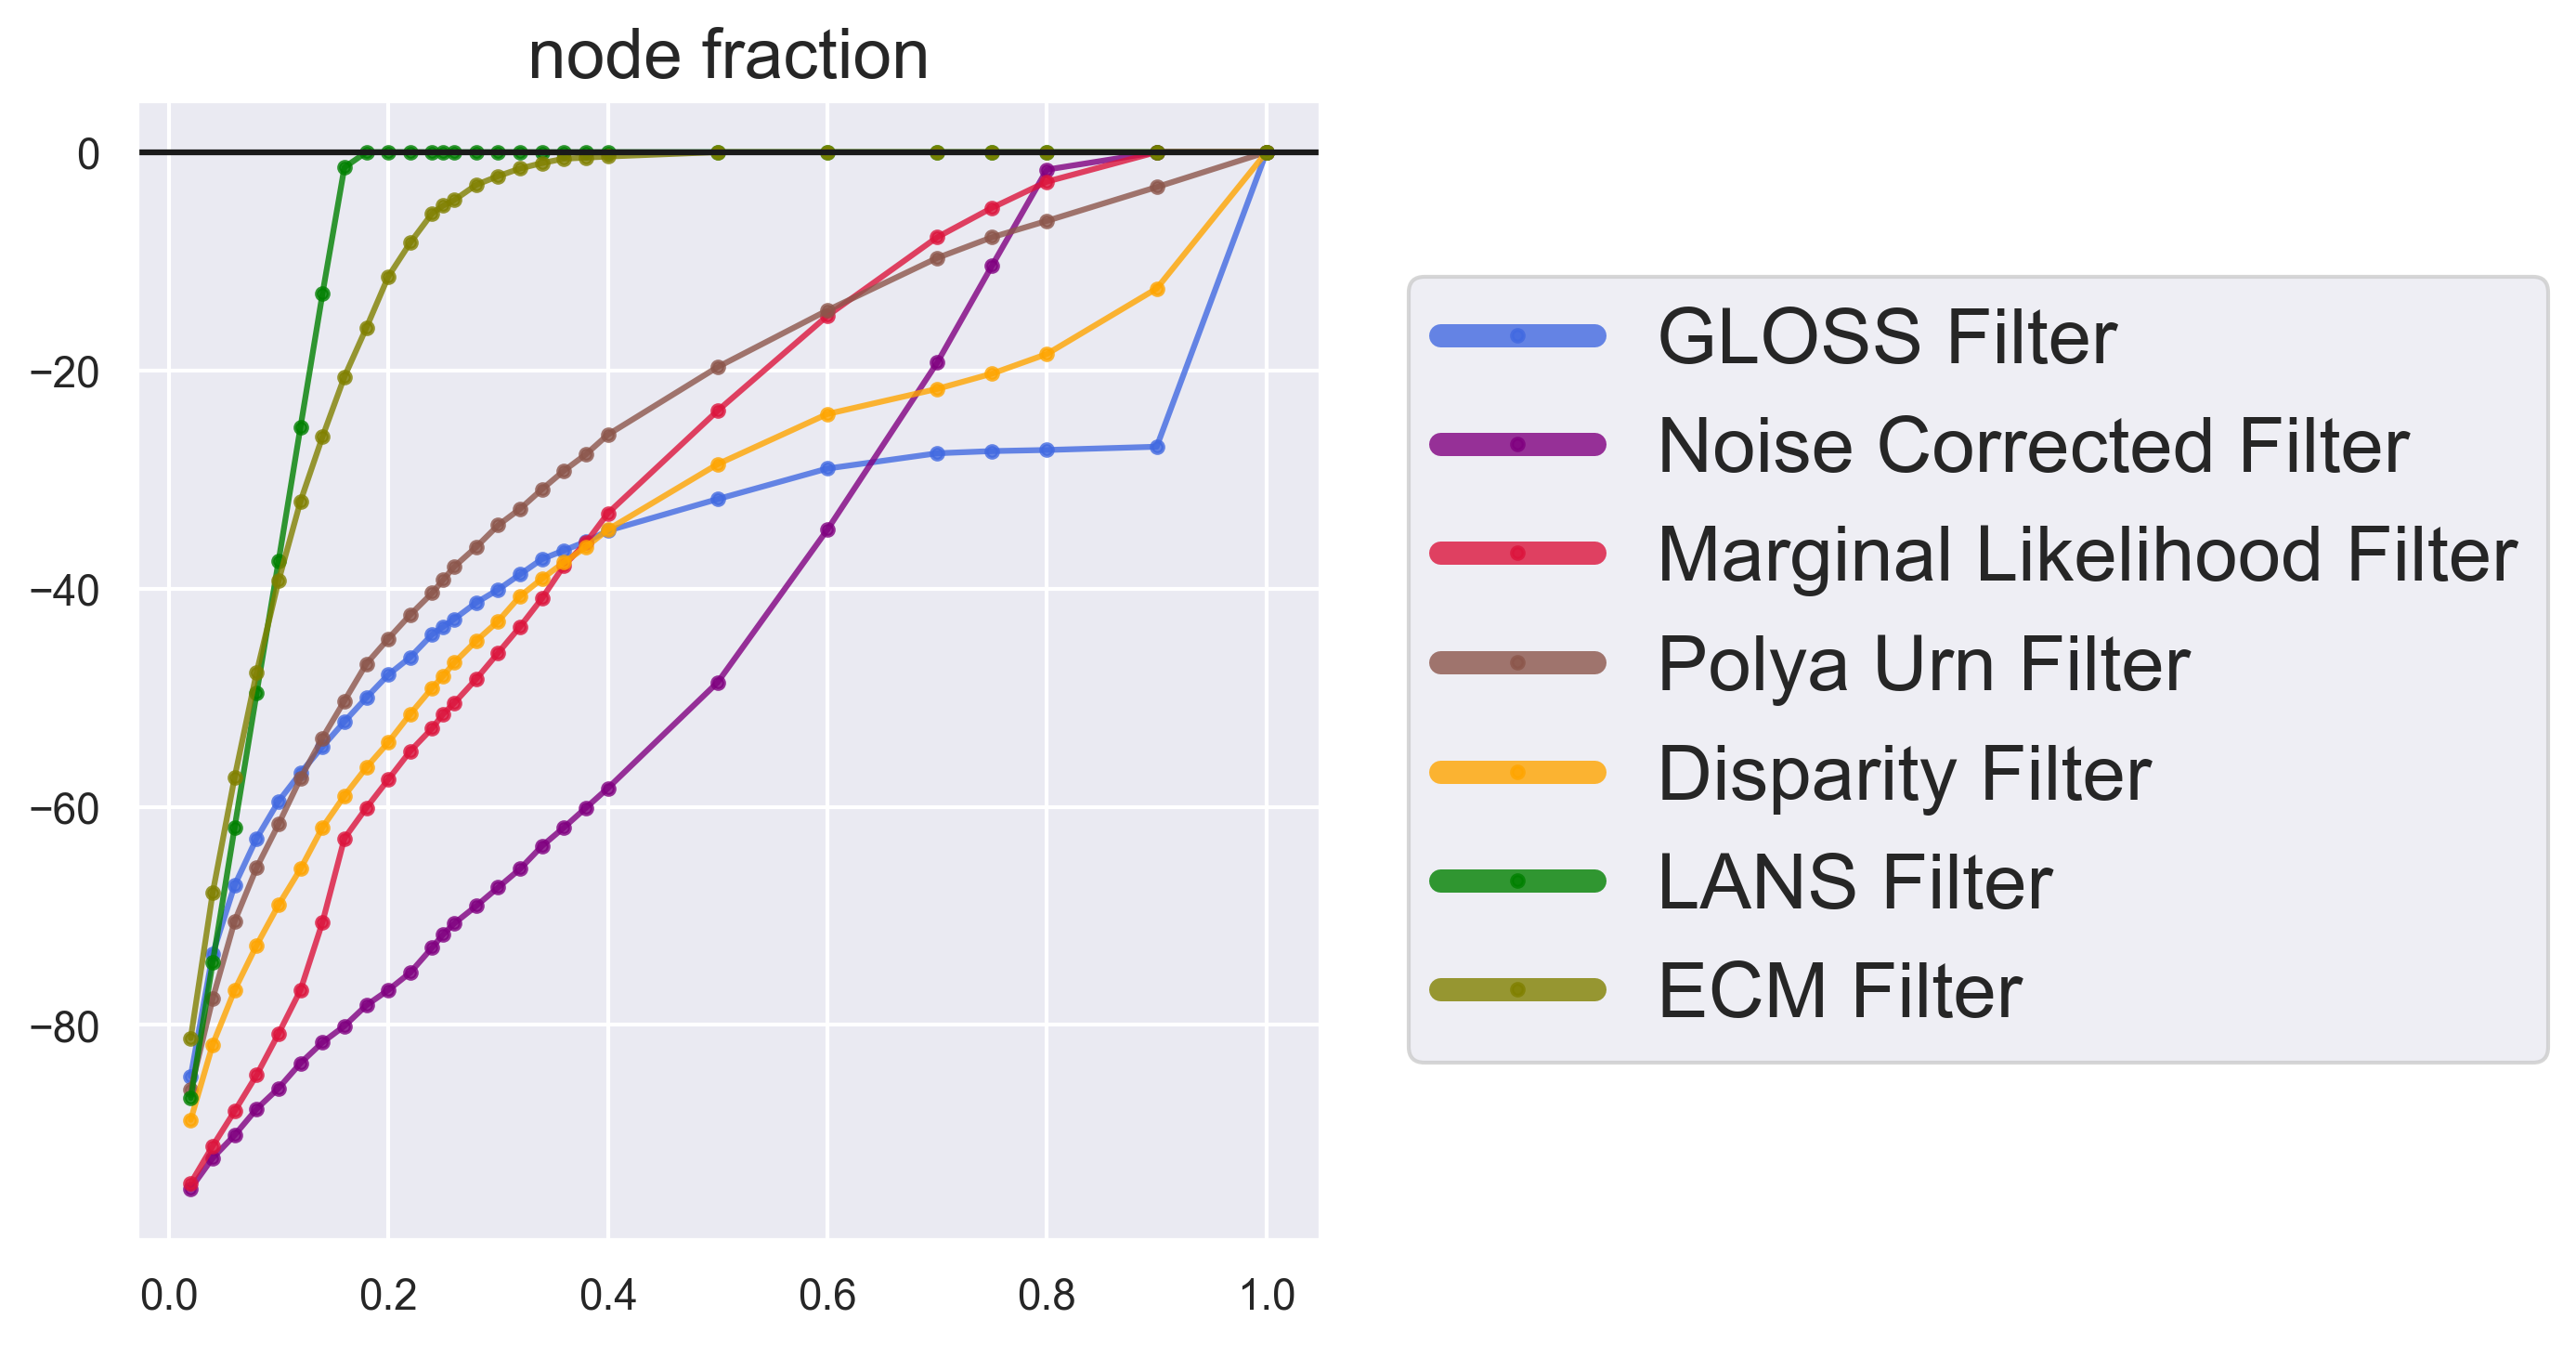 node fraction
0
−20
−40
−60
−80
0.0 0.2 0.4 0.6 0.8 1.0
GLOSS Filter
Noise Corrected Filter
Marginal Likelihood Filter
Polya Urn Filter
Disparity Filter
LANS Filter
ECM Filter